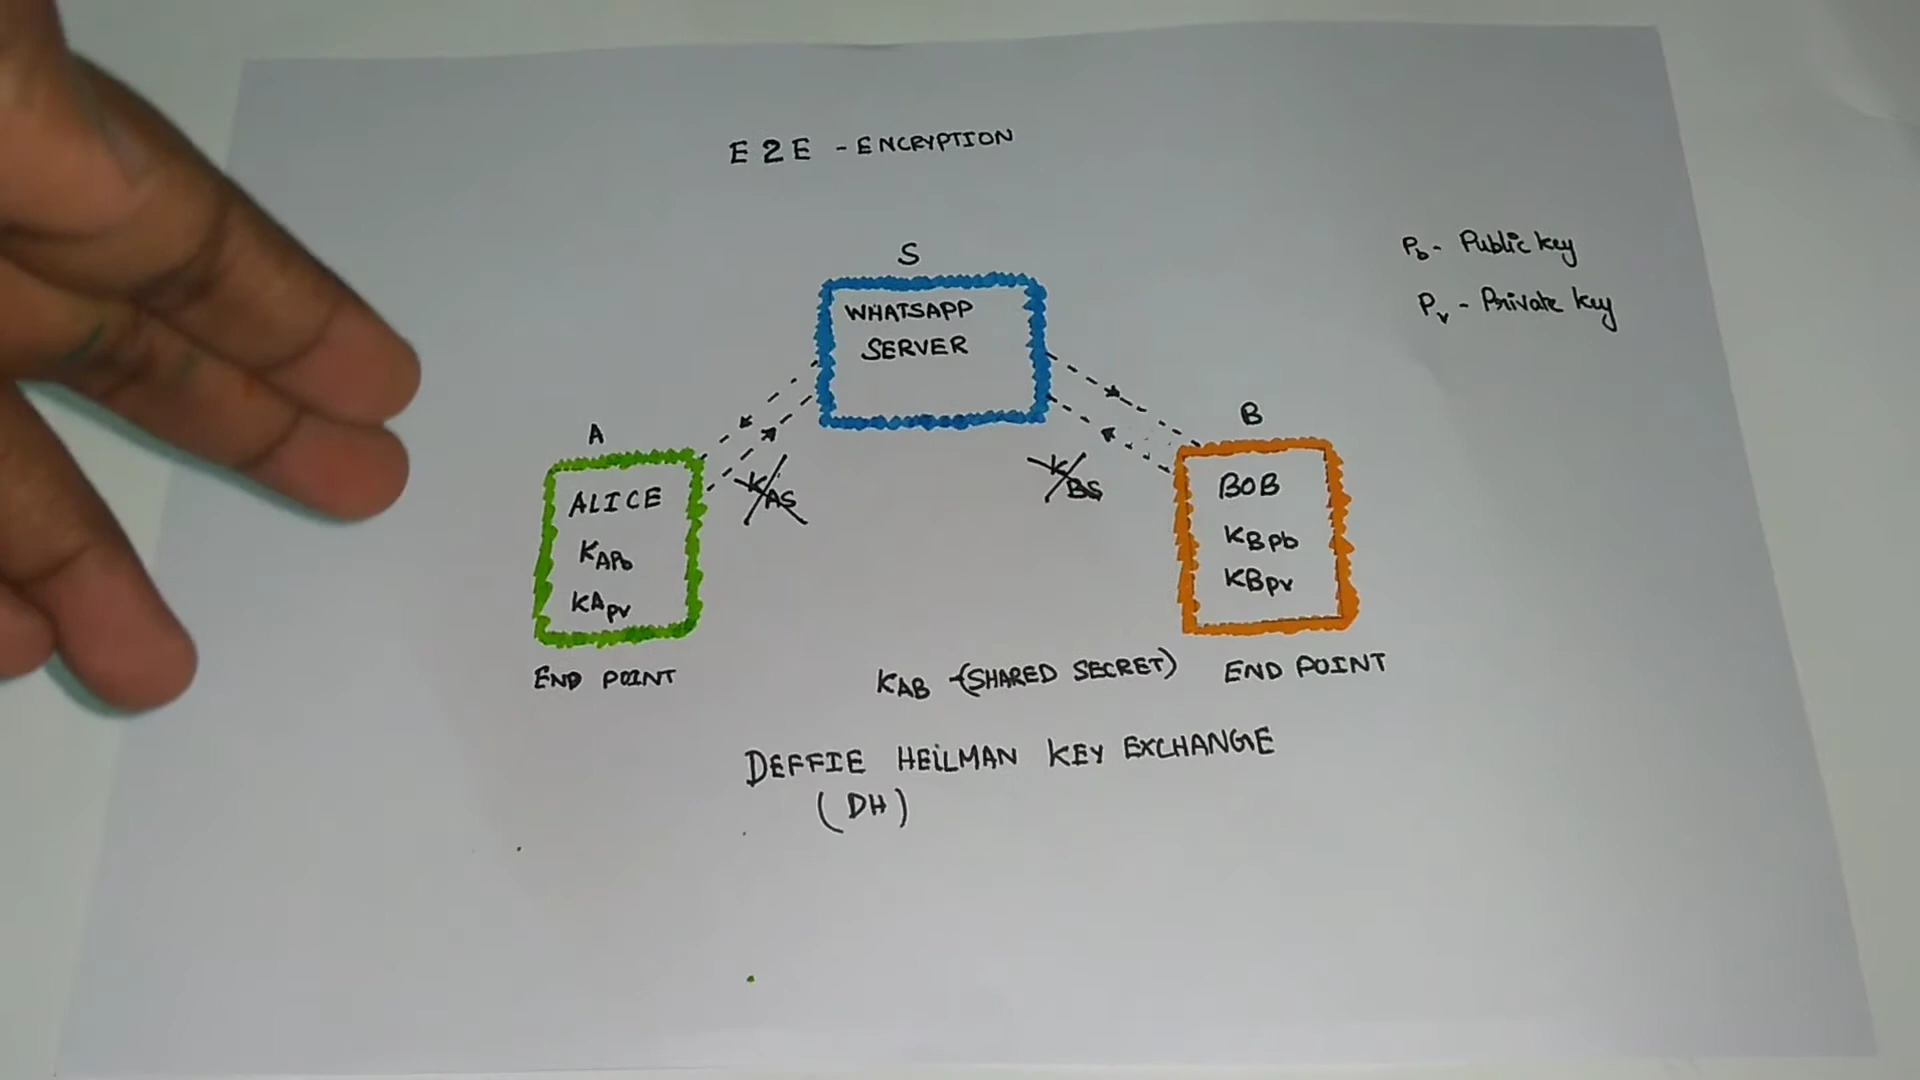 E2E - ENCRYPTION
Pb - Public key
Pv - Private key
S
WHATSAPP
SERVER
A
ALICE
KAPb
KApv
END POINT
KAS
KBS
B
BOB
KBpb
KBpv
END POINT
KAB - (SHARED SECRET)
DEFFIE HEILMAN KEY EXCHANGE
(DH)